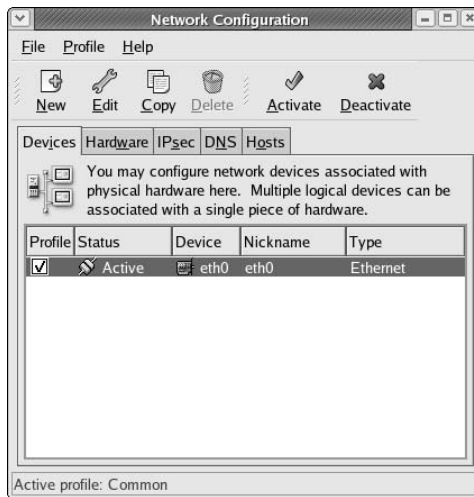 Network Configuration
File Profile Help
New Edit Copy Delete Activate Deactivate
Devices Hardware IPsec DNS Hosts
You may configure network devices associated with
physical hardware here. Multiple logical devices can be
associated with a single piece of hardware.
Profile Status Device Nickname Type
Active eth0 eth0 Ethernet
Active profile: Common